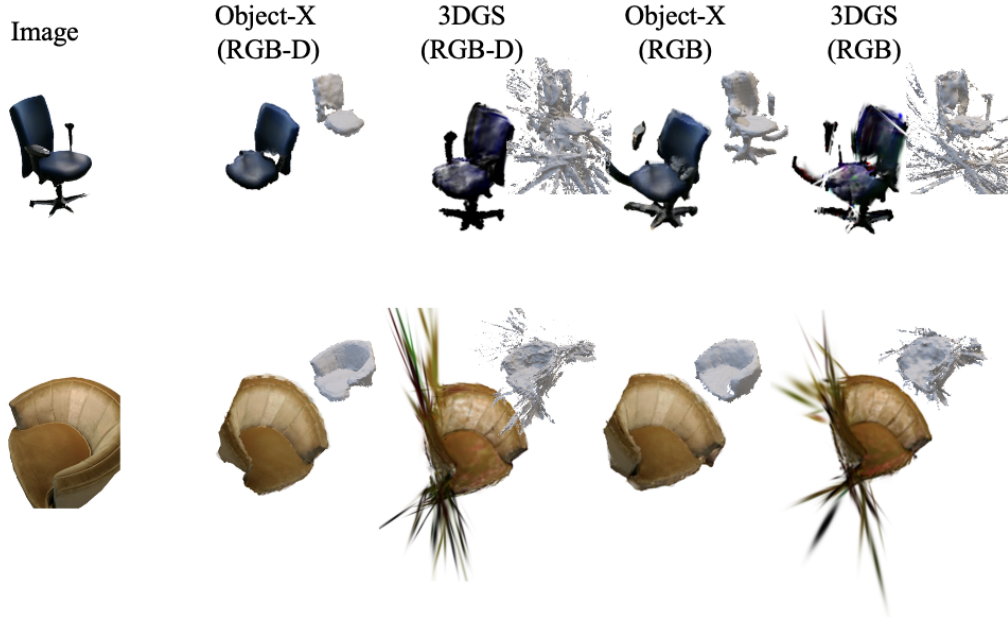 Image
Object-X
(RGB-D)
3DGS
(RGB-D)
Object-X
(RGB)
3DGS
(RGB)